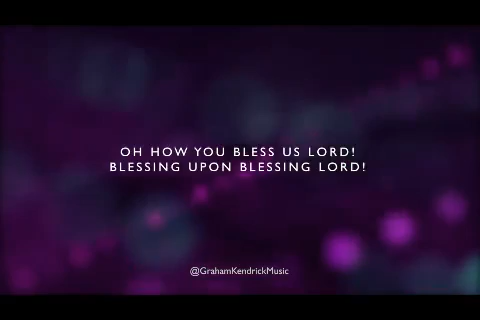 OH HOW YOU BLESS US LORD!
BLESSING UPON BLESSING LORD!
@GrahamKendrickMusic